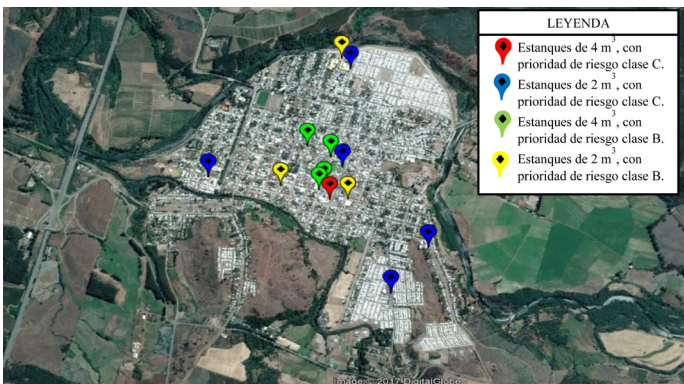 LEYENDA
Estanques de 4 m³, con
prioridad de riesgo clase C.
Estanques de 2 m³, con
prioridad de riesgo clase C.
Estanques de 4 m³, con
prioridad de riesgo clase B.
Estanques de 2 m³, con
prioridad de riesgo clase B.
Image © 2017 DigitalGlobe